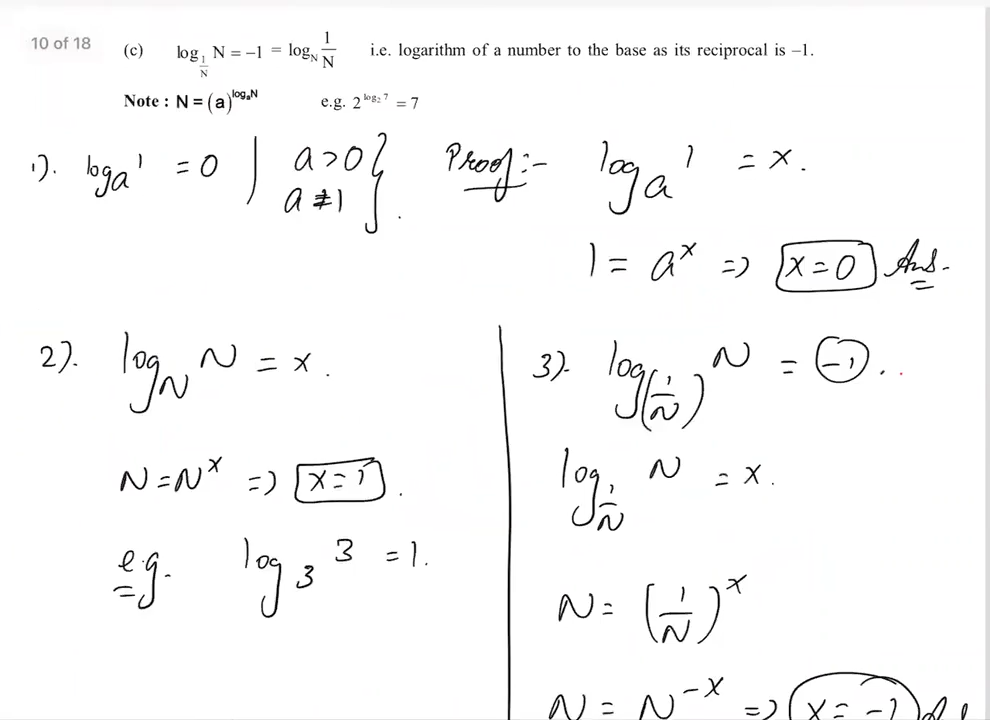 10 of 18
(c) log_{1/N} N = −1 = log_N 1/N i.e. logarithm of a number to the base as its reciprocal is −1.
Note : N = (a)^{log_a N} e.g. 2^{log_2 7} = 7
1). log_a 1 = 0 | a>0 a≠1 } . Proof :- log_a 1 = x.
1 = a^x => x=0 Ans.
2). log_N N = x.
N = N^x => x=1.
e.g. log_3 3 = 1.
3). log_(1/N) N = -1 ..
log_{1/N} N = x.
N = (1/N)^x
N = N^{-x} => x = -1